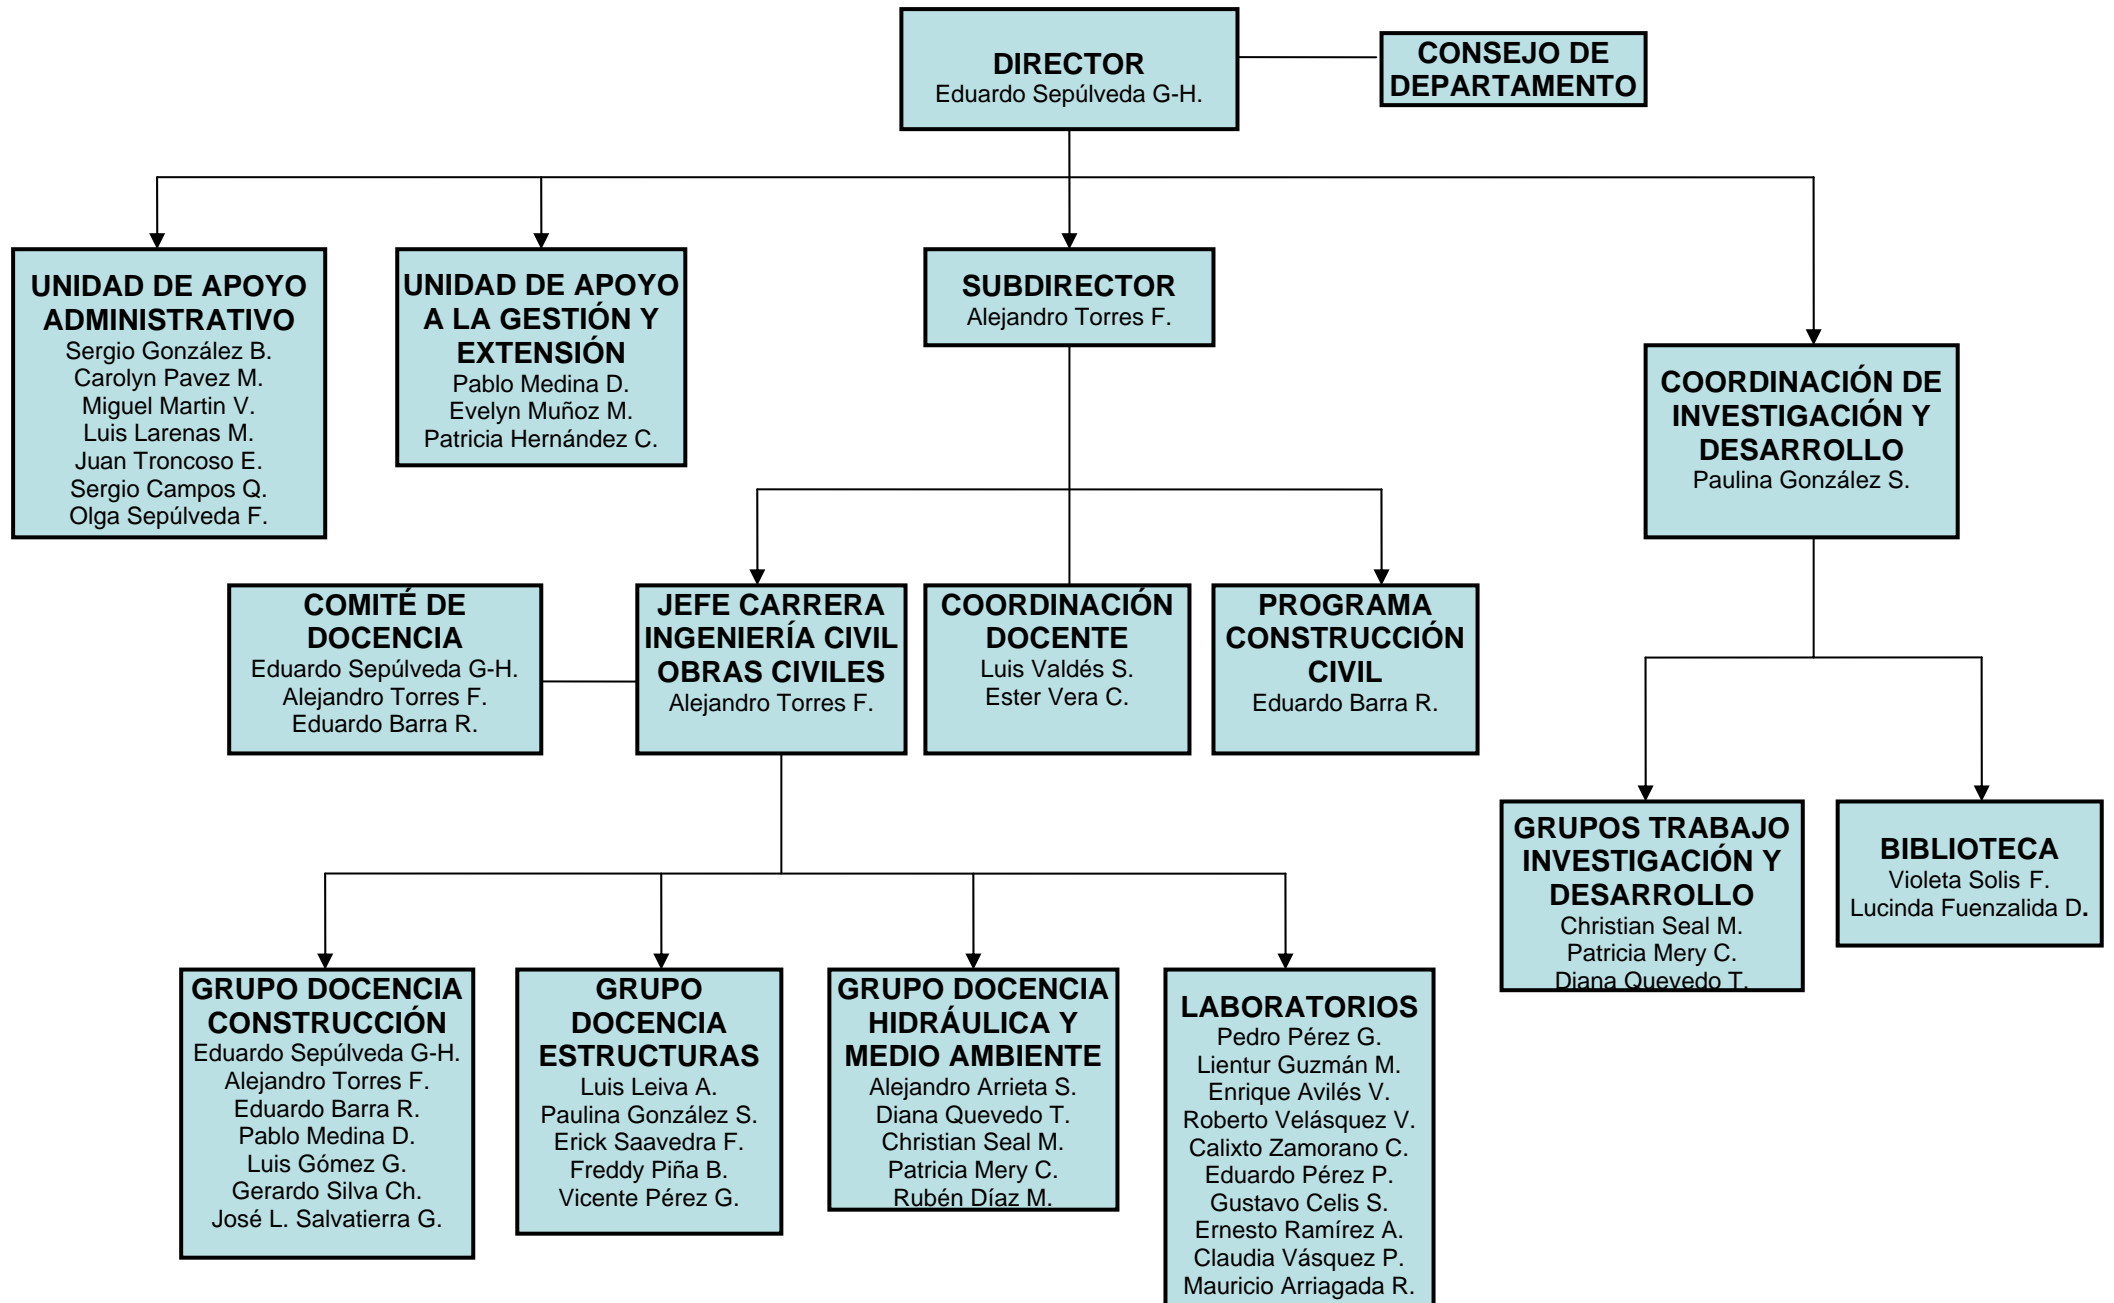 DIRECTOR
Eduardo Sepúlveda G-H.
CONSEJO DE
DEPARTAMENTO
UNIDAD DE APOYO
ADMINISTRATIVO
Sergio González B.
Carolyn Pavez M.
Miguel Martin V.
Luis Larenas M.
Juan Troncoso E.
Sergio Campos Q.
Olga Sepúlveda F.
UNIDAD DE APOYO
A LA GESTIÓN Y
EXTENSIÓN
Pablo Medina D.
Evelyn Muñoz M.
Patricia Hernández C.
SUBDIRECTOR
Alejandro Torres F.
COORDINACIÓN DE
INVESTIGACIÓN Y
DESARROLLO
Paulina González S.
COMITÉ DE
DOCENCIA
Eduardo Sepúlveda G-H.
Alejandro Torres F.
Eduardo Barra R.
JEFE CARRERA
INGENIERÍA CIVIL
OBRAS CIVILES
Alejandro Torres F.
COORDINACIÓN
DOCENTE
Luis Valdés S.
Ester Vera C.
PROGRAMA
CONSTRUCCIÓN
CIVIL
Eduardo Barra R.
GRUPOS TRABAJO
INVESTIGACIÓN Y
DESARROLLO
Christian Seal M.
Patricia Mery C.
Diana Quevedo T.
BIBLIOTECA
Violeta Solis F.
Lucinda Fuenzalida D.
GRUPO DOCENCIA
CONSTRUCCIÓN
Eduardo Sepúlveda G-H.
Alejandro Torres F.
Eduardo Barra R.
Pablo Medina D.
Luis Gómez G.
Gerardo Silva Ch.
José L. Salvatierra G.
GRUPO
DOCENCIA
ESTRUCTURAS
Luis Leiva A.
Paulina González S.
Erick Saavedra F.
Freddy Piña B.
Vicente Pérez G.
GRUPO DOCENCIA
HIDRÁULICA Y
MEDIO AMBIENTE
Alejandro Arrieta S.
Diana Quevedo T.
Christian Seal M.
Patricia Mery C.
Rubén Díaz M.
LABORATORIOS
Pedro Pérez G.
Lientur Guzmán M.
Enrique Avilés V.
Roberto Velásquez V.
Calixto Zamorano C.
Eduardo Pérez P.
Gustavo Celis S.
Ernesto Ramírez A.
Claudia Vásquez P.
Mauricio Arriagada R.